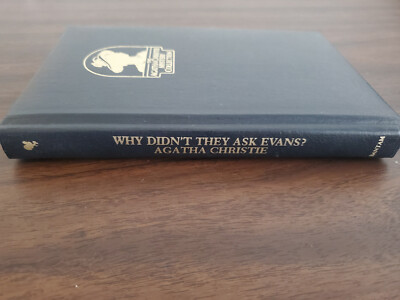 WHY DIDN'T THEY ASK EVANS?
AGATHA CHRISTIE
BANTAM